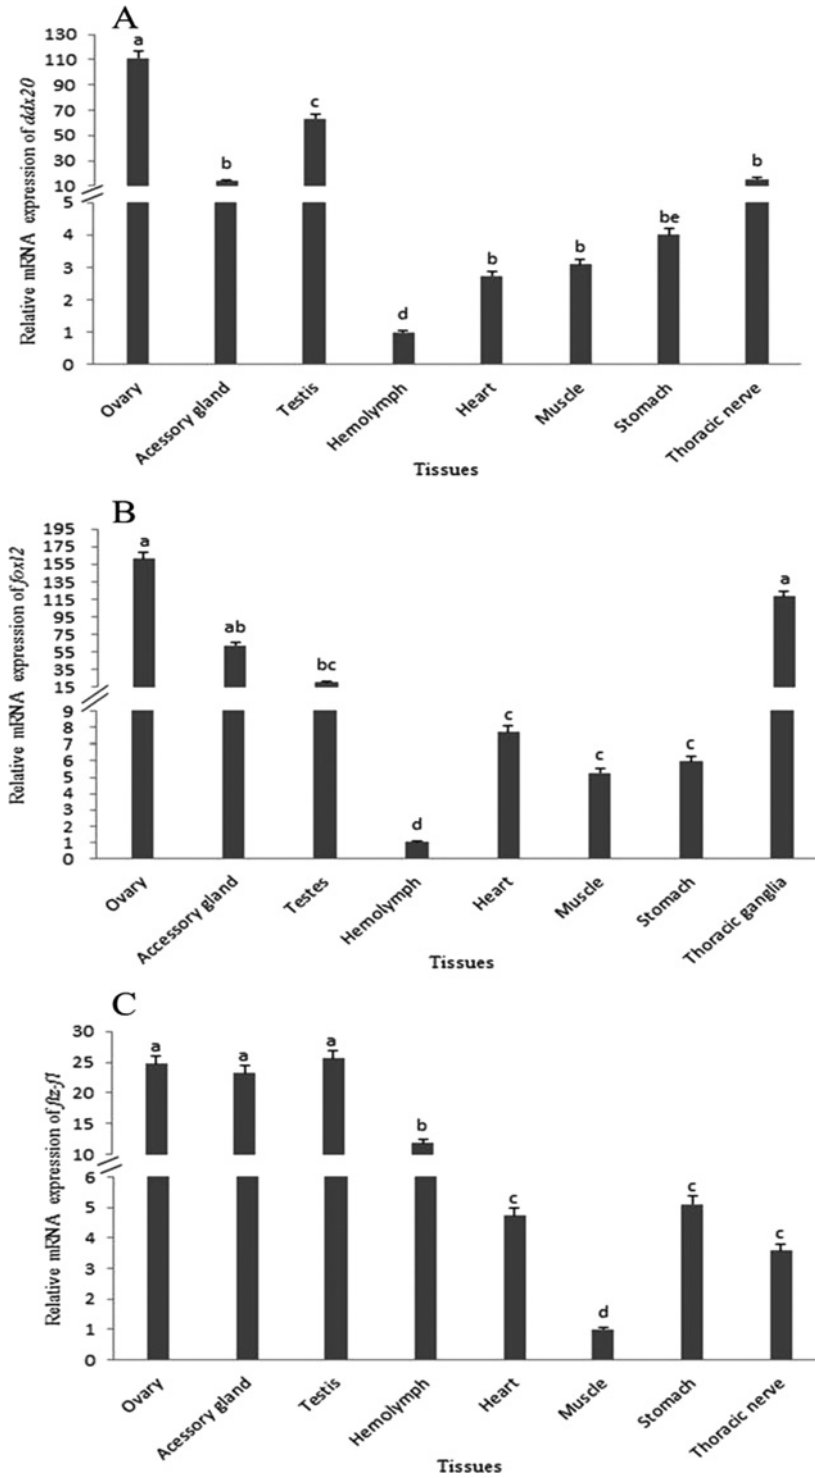 A
Relative mRNA expression of ddx20
130
110
90
70
50
30
10
5
4
3
2
1
0
a
b
c
d
b
b
be
b
Ovary
Acessory gland
Testis
Hemolymph
Heart
Muscle
Stomach
Thoracic nerve
Tissues
B
Relative mRNA expression of foxl2
195
175
155
135
115
95
75
55
35
15
9
8
7
6
5
4
3
2
1
0
a
ab
bc
d
c
c
c
a
Ovary
Accessory gland
Testes
Hemolymph
Heart
Muscle
Stomach
Thoracic ganglia
Tissues
C
Relative mRNA expression of ftz-f1
30
25
20
15
10
6
5
4
3
2
1
0
a
a
a
b
c
d
c
c
Ovary
Acessory gland
Testis
Hemolymph
Heart
Muscle
Stomach
Thoracic nerve
Tissues